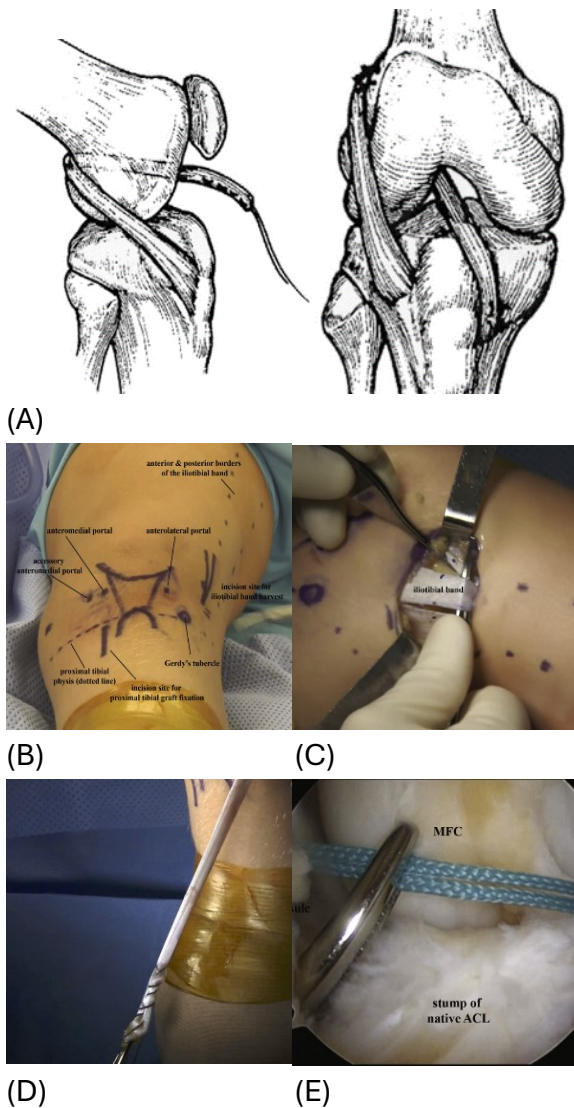 (A)
anterior & posterior borders
of the iliotibial band
anteromedial portal
anterolateral portal
accessory
anteromedial portal
incision site for
iliotibial band harvest
Gerdy's tubercle
proximal tibial
physis (dotted line)
incision site for
proximal tibial graft fixation
(B)
iliotibial band
(C)
(D)
MFC
stump of
native ACL
(E)